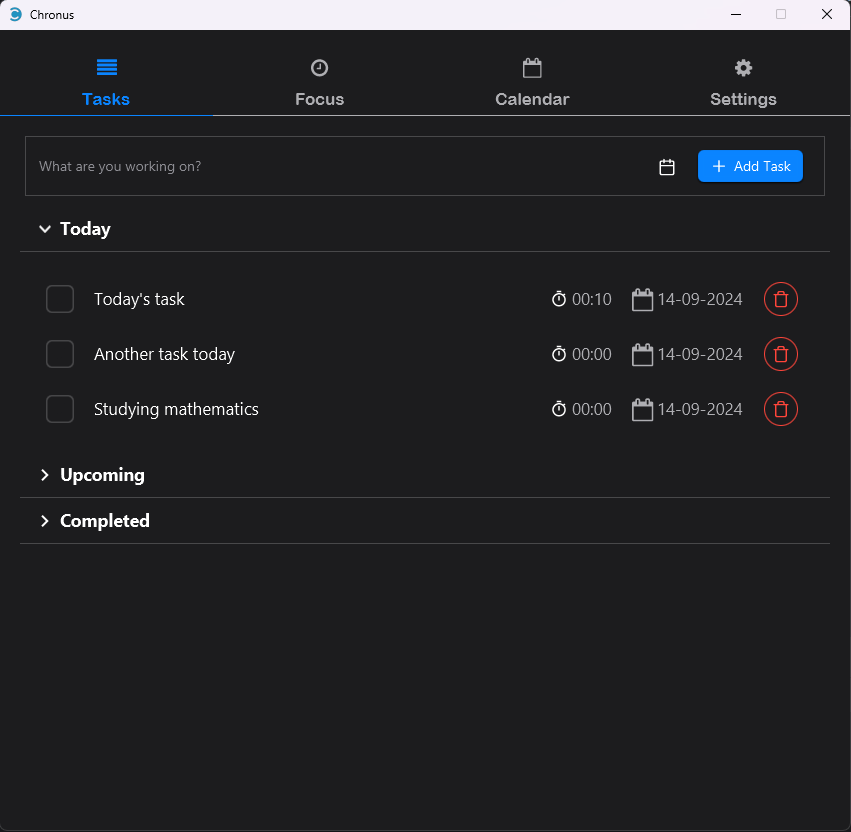 Chronus
Tasks Focus Calendar Settings
What are you working on? Add Task
Today
Today's task 00:10 14-09-2024
Another task today 00:00 14-09-2024
Studying mathematics 00:00 14-09-2024
Upcoming
Completed